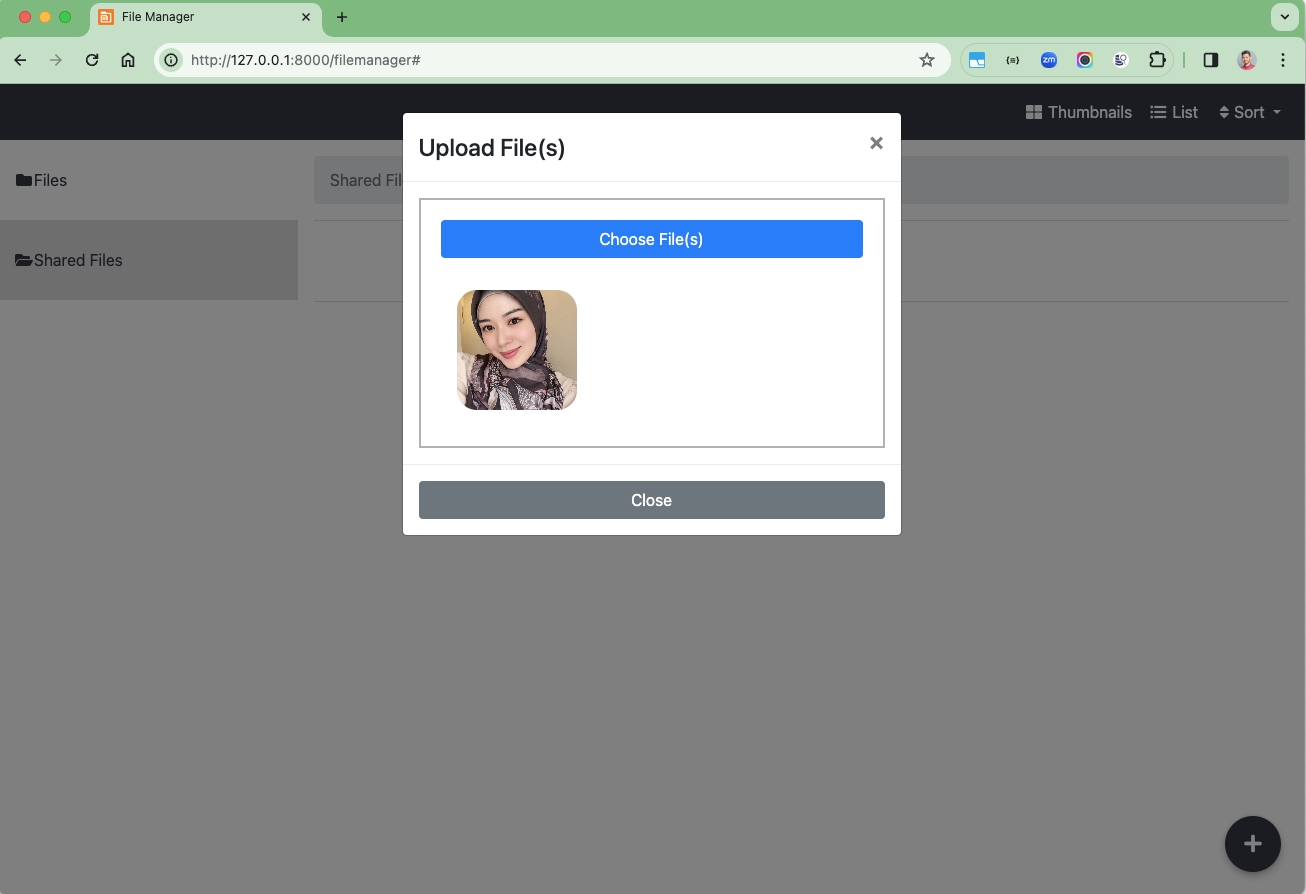 File Manager
http://127.0.0.1:8000/filemanager#
zm
Thumbnails
List
Sort
Upload File(s)
Files
Shared Fil
Choose File(s)
Shared Files
Close